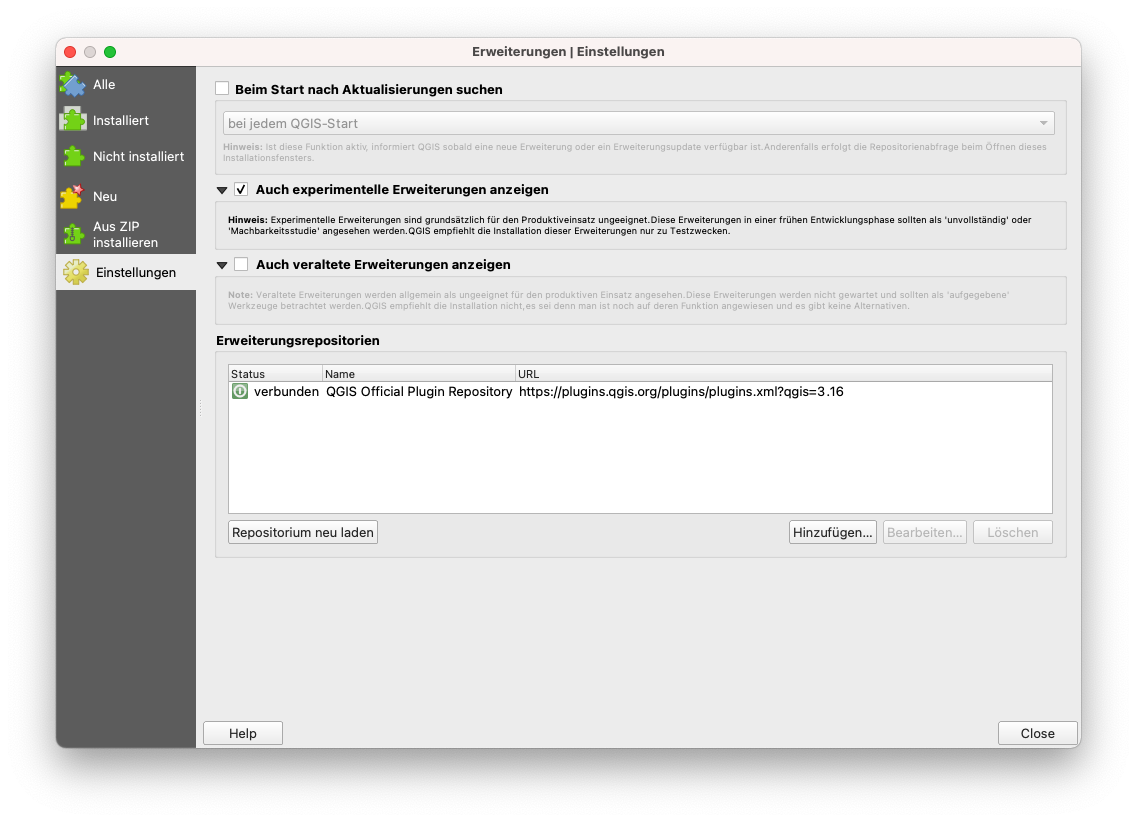 Erweiterungen | Einstellungen
Alle
Installiert
Nicht installiert
Neu
Aus ZIP
installieren
Einstellungen
Beim Start nach Aktualisierungen suchen
bei jedem QGIS-Start
Hinweis: Ist diese Funktion aktiv, informiert QGIS sobald eine neue Erweiterung oder ein Erweiterungsupdate verfügbar ist.Anderenfalls erfolgt die Repositorienabfrage beim Öffnen dieses
Installationsfensters.
Auch experimentelle Erweiterungen anzeigen
Hinweis: Experimentelle Erweiterungen sind grundsätzlich für den Produktiveinsatz ungeeignet.Diese Erweiterungen in einer frühen Entwicklungsphase sollten als 'unvollständig' oder
'Machbarkeitsstudie' angesehen werden.QGIS empfiehlt die Installation dieser Erweiterungen nur zu Testzwecken.
Auch veraltete Erweiterungen anzeigen
Note: Veraltete Erweiterungen werden allgemein als ungeeignet für den produktiven Einsatz angesehen.Diese Erweiterungen werden nicht gewartet und sollten als 'aufgegebene'
Werkzeuge betrachtet werden.QGIS empfiehlt die Installation nicht,es sei denn man ist noch auf deren Funktion angewiesen und es gibt keine Alternativen.
Erweiterungsrepositorien
Status Name URL
verbunden QGIS Official Plugin Repository https://plugins.qgis.org/plugins/plugins.xml?qgis=3.16
Repositorium neu laden Hinzufügen... Bearbeiten... Löschen
Help Close